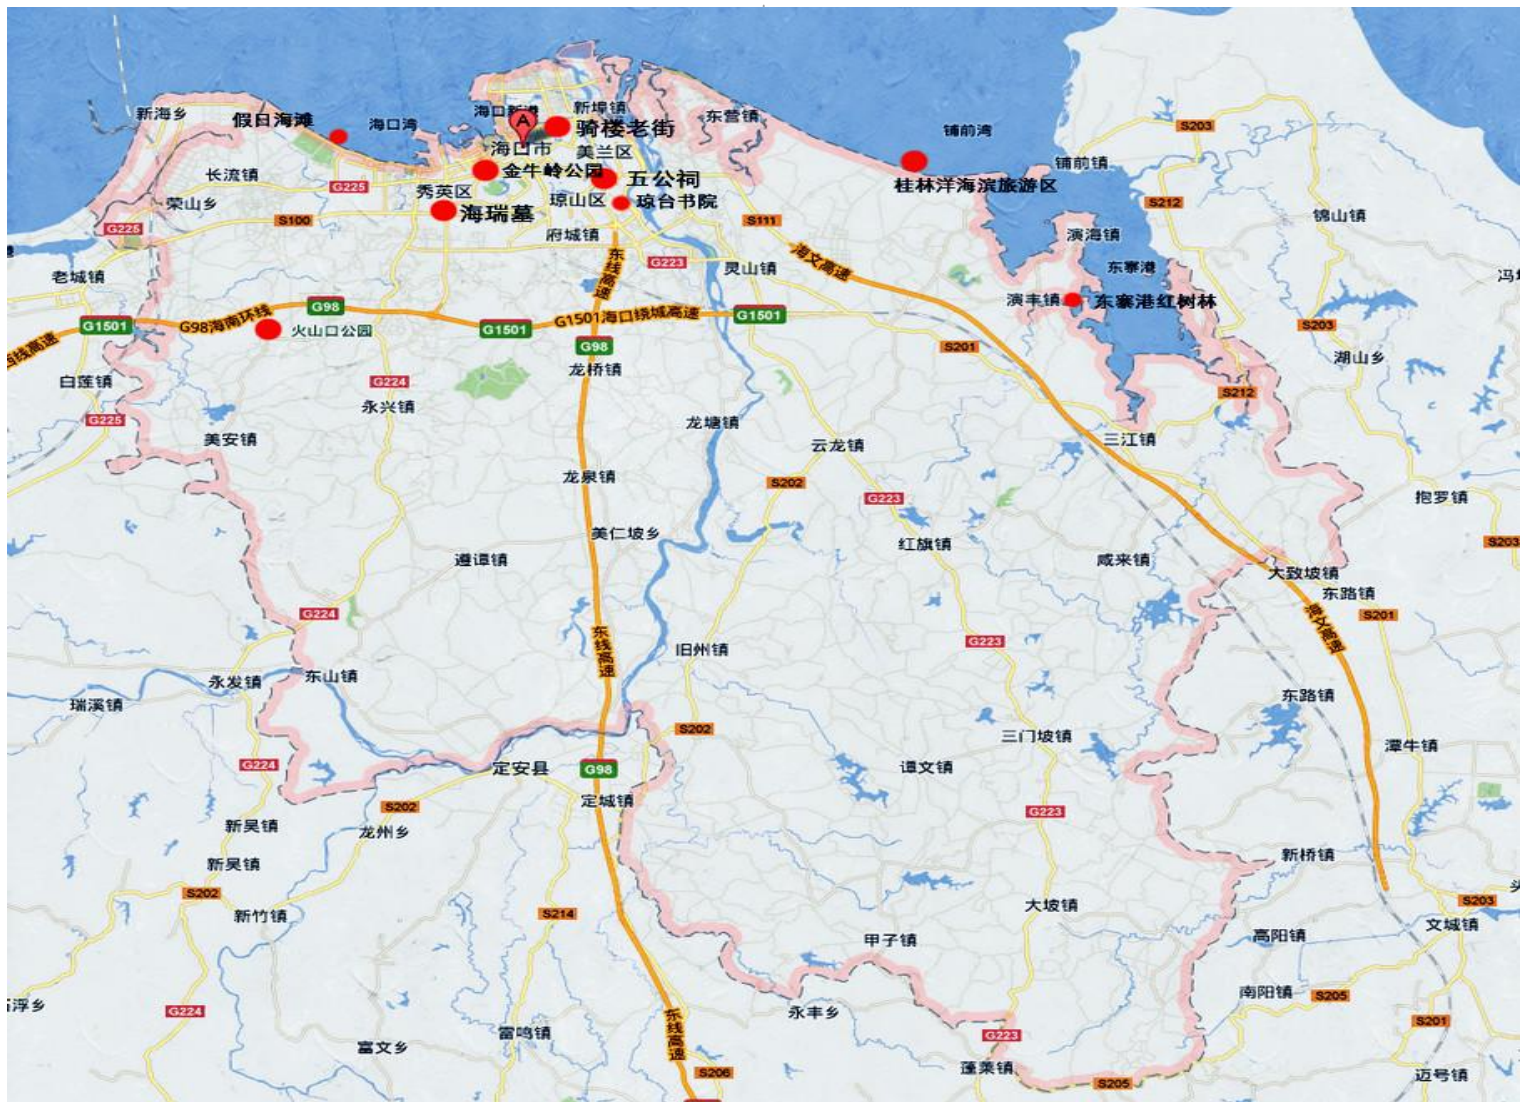 新海乡
假日海滩
海口湾
海口新港
A
新埠镇
骑楼老街
东营镇
铺前湾
S203
海口市
美兰区
铺前镇
长流镇
G225
金牛岭公园
五公祠
桂林洋海滨旅游区
秀英区
琼山区
琼台书院
荣山乡
海瑞墓
S212
锦山镇
G225
S100
府城镇
S111
演海镇
老城镇
东线高速
G223
灵山镇
海文高速
东寨港
G98
演丰镇
东寨港红树林
G1501
G98海南环线
火山口公园
G1501
G1501海口绕城高速
G1501
S203
西线高速
G98
S201
湖山乡
白莲镇
G224
龙桥镇
S212
G225
永兴镇
美安镇
龙塘镇
云龙镇
三江镇
龙泉镇
S202
G223
抱罗镇
美仁坡乡
红旗镇
S203
遵谭镇
咸来镇
大致坡镇
东路镇
G224
东线高速
G223
S201
海文高速
旧州镇
永发镇
东山镇
瑞溪镇
东路镇
S202
三门坡镇
潭牛镇
G224
定安县
G98
谭文镇
S202
定城镇
G223
新吴镇
龙州乡
新吴镇
新桥镇
S202
新竹镇
S214
大坡镇
S203
文城镇
甲子镇
高阳镇
南阳镇
S205
G224
永丰乡
东线高速
富鸣镇
G223
S201
富文乡
蓬莱镇
S206
S205
迈号镇